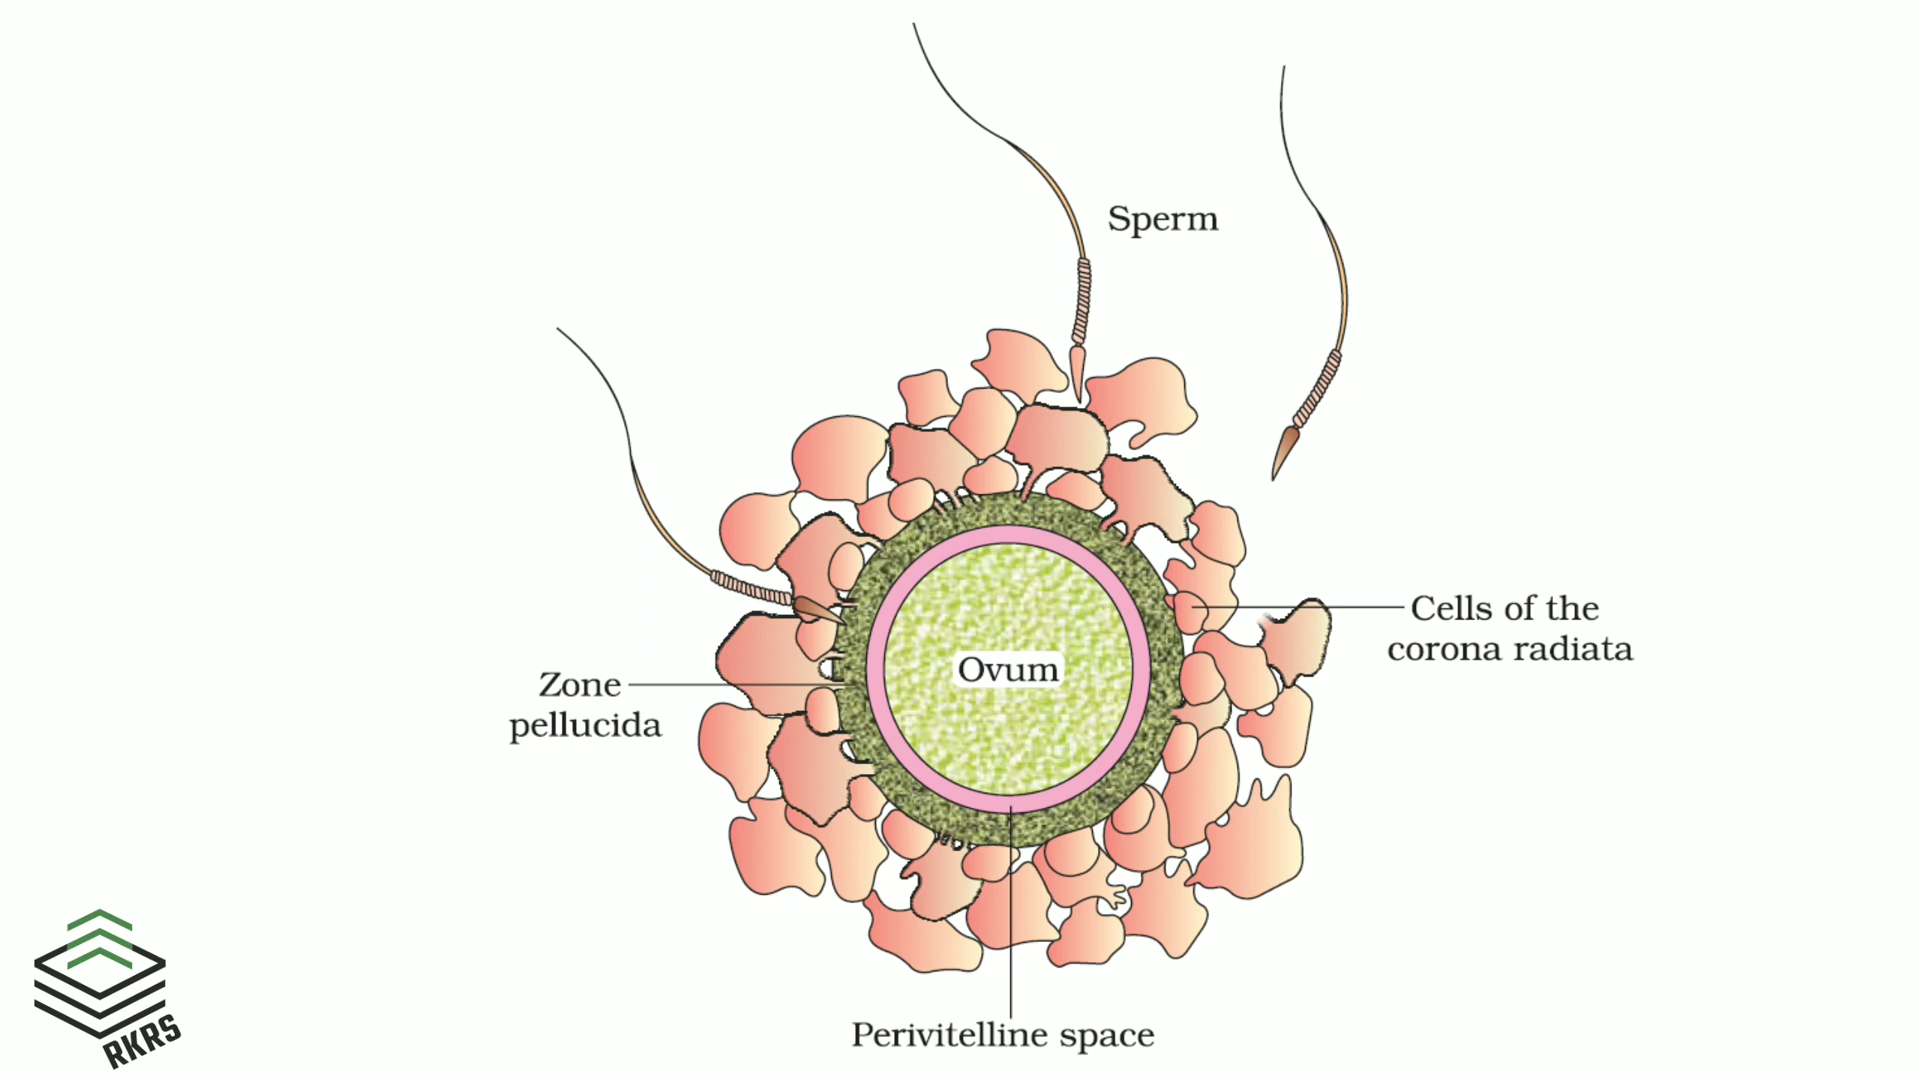 Sperm
Cells of the
corona radiata
Ovum
Zone
pellucida
Perivitelline space
RKRS